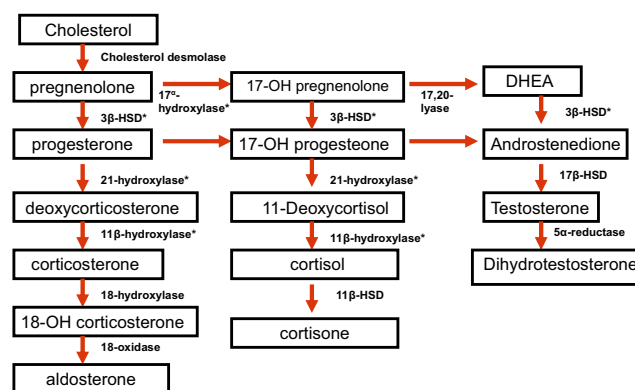 Cholesterol
Cholesterol desmolase
pregnenolone
17α-
hydroxylase*
17-OH pregnenolone
17,20-
lyase
DHEA
3β-HSD*
3β-HSD*
3β-HSD*
progesterone
17-OH progesteone
Androstenedione
21-hydroxylase*
21-hydroxylase*
17β-HSD
deoxycorticosterone
11-Deoxycortisol
Testosterone
11β-hydroxylase*
11β-hydroxylase*
5α-reductase
corticosterone
cortisol
Dihydrotestosterone
18-hydroxylase
11β-HSD
18-OH corticosterone
cortisone
18-oxidase
aldosterone